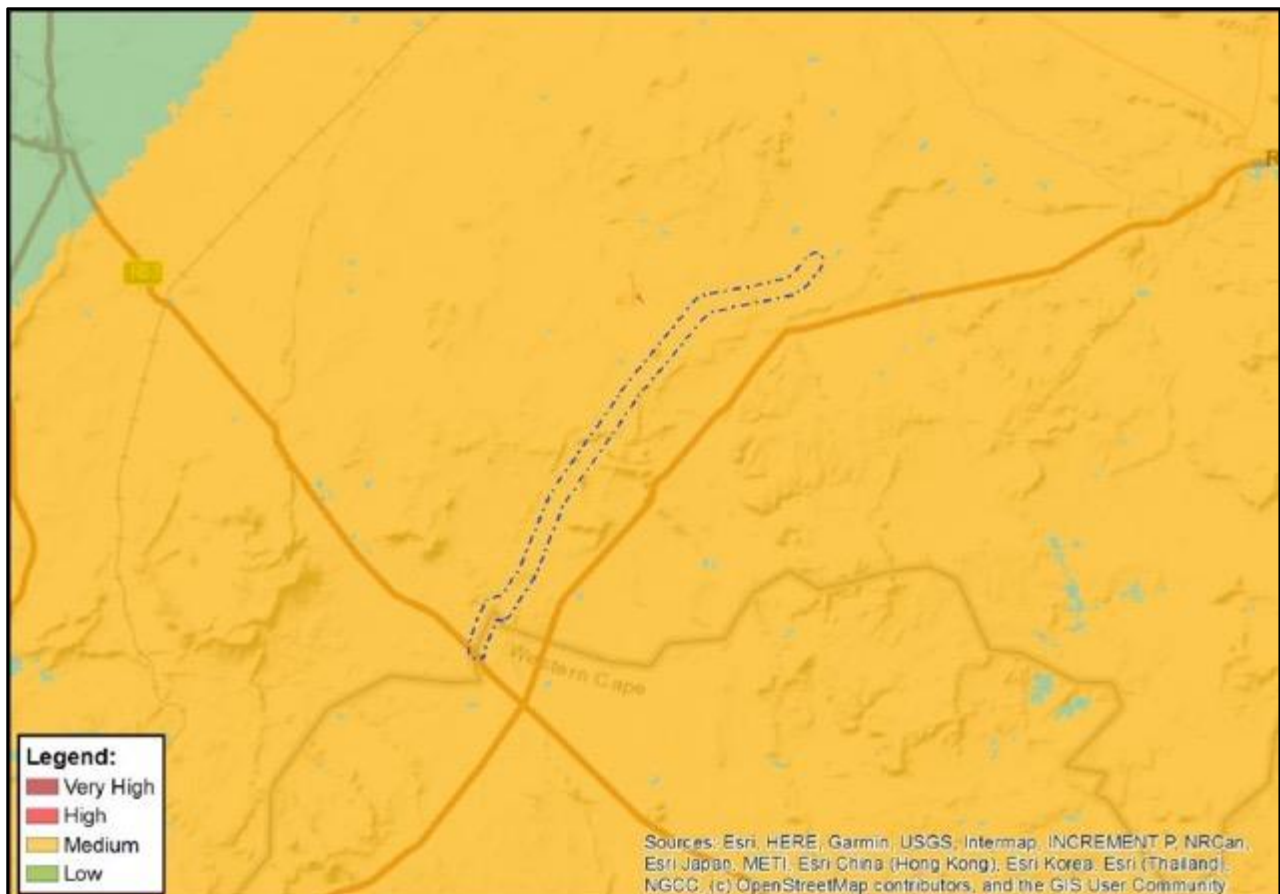 R
Western Cape
Legend:
Very High
High
Medium
Low
Sources: Esri, HERE, Garmin, USGS, Intermap, INCREMENT P, NRCan,
Esri Japan, METI, Esri China (Hong Kong), Esri Korea, Esri (Thailand),
NGCC, (c) OpenStreetMap contributors, and the GIS User Community